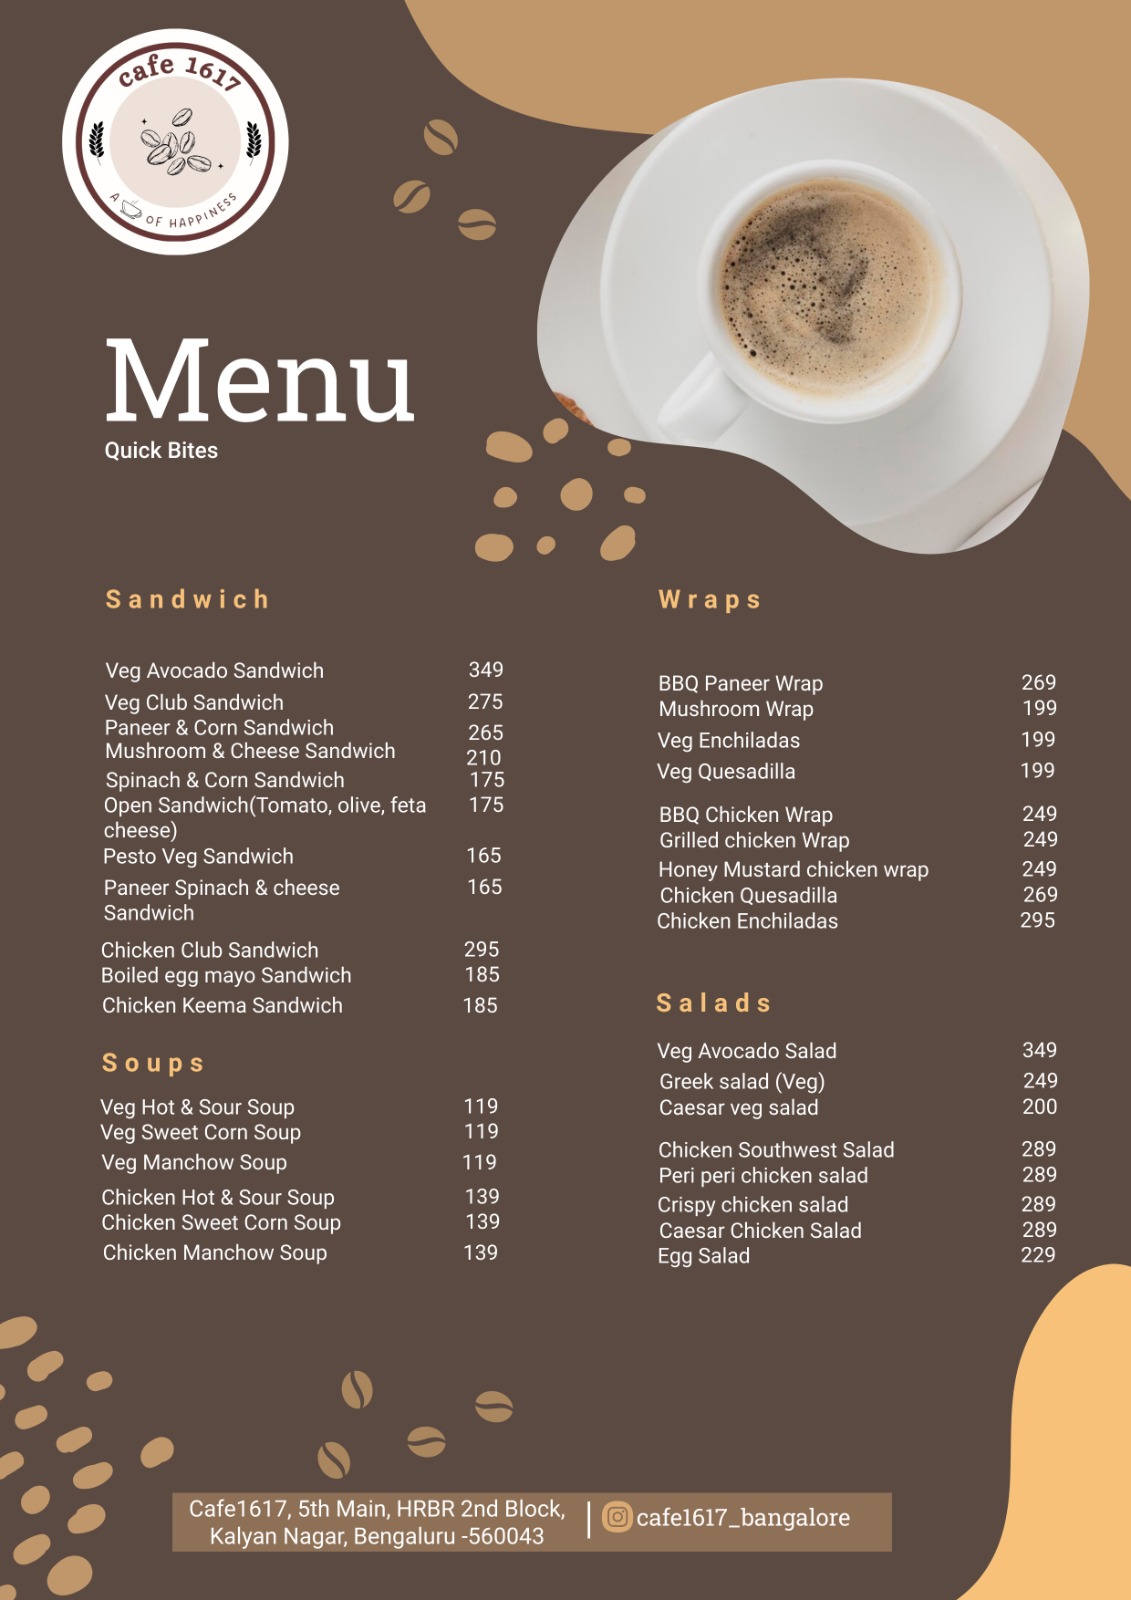 cafe 1617
A OF HAPPINESS
Menu
Quick Bites
Sandwich
Veg Avocado Sandwich 349
Veg Club Sandwich 275
Paneer & Corn Sandwich 265
Mushroom & Cheese Sandwich 210
Spinach & Corn Sandwich 175
Open Sandwich(Tomato, olive, feta 175
cheese)
Pesto Veg Sandwich 165
Paneer Spinach & cheese 165
Sandwich
Chicken Club Sandwich 295
Boiled egg mayo Sandwich 185
Chicken Keema Sandwich 185
Soups
Veg Hot & Sour Soup 119
Veg Sweet Corn Soup 119
Veg Manchow Soup 119
Chicken Hot & Sour Soup 139
Chicken Sweet Corn Soup 139
Chicken Manchow Soup 139
Wraps
BBQ Paneer Wrap 269
Mushroom Wrap 199
Veg Enchiladas 199
Veg Quesadilla 199
BBQ Chicken Wrap 249
Grilled chicken Wrap 249
Honey Mustard chicken wrap 249
Chicken Quesadilla 269
Chicken Enchiladas 295
Salads
Veg Avocado Salad 349
Greek salad (Veg) 249
Caesar veg salad 200
Chicken Southwest Salad 289
Peri peri chicken salad 289
Crispy chicken salad 289
Caesar Chicken Salad 289
Egg Salad 229
Cafe1617, 5th Main, HRBR 2nd Block,
Kalyan Nagar, Bengaluru -560043
cafe1617_bangalore